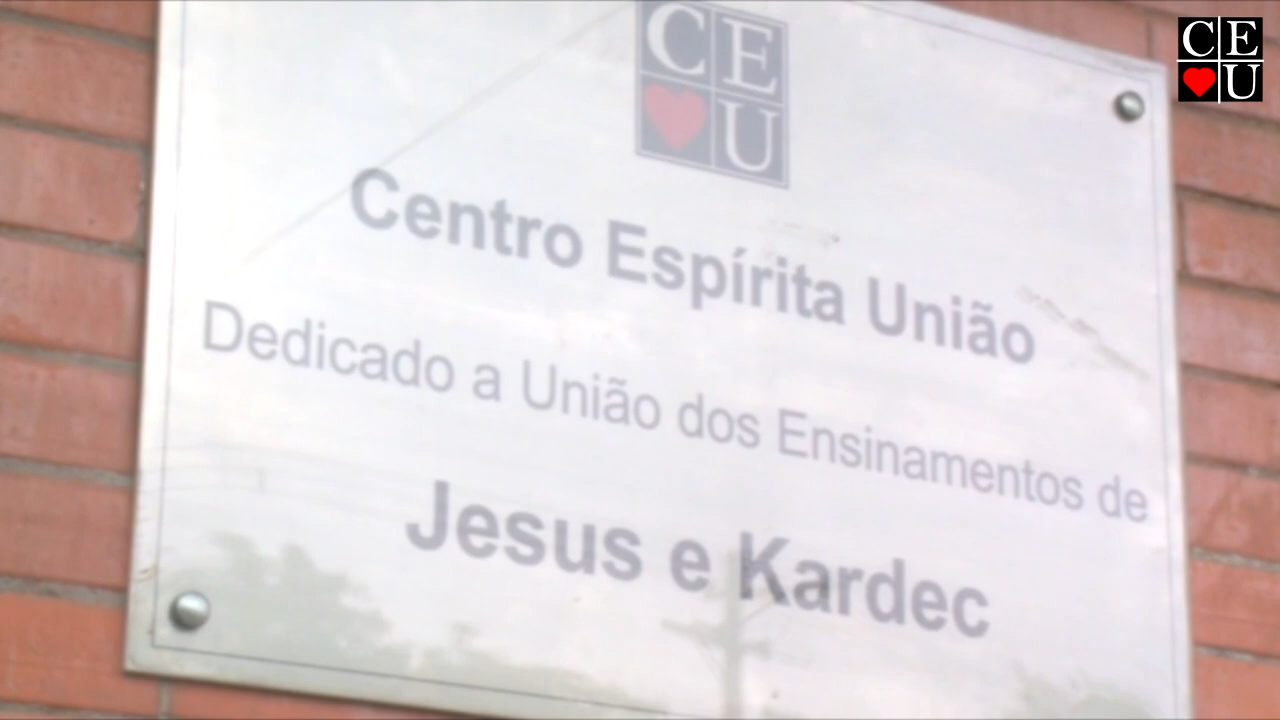 CE
U
Centro Espírita União
Dedicado a União dos Ensinamentos de
Jesus e Kardec
CE
U